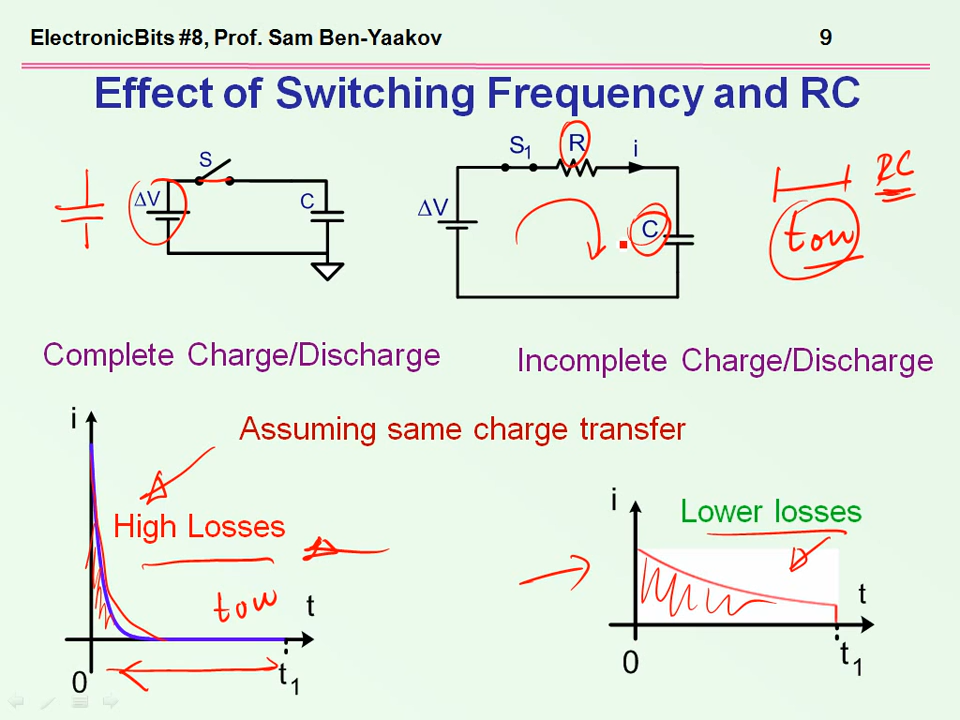 ElectronicBits #8, Prof. Sam Ben-Yaakov 9
Effect of Switching Frequency and RC
S
ΔV
C
S1
R
i
ΔV
C
RC
tow
Complete Charge/Discharge
Incomplete Charge/Discharge
Assuming same charge transfer
i
High Losses
tow
t
0
t1
i
Lower losses
t
0
t1